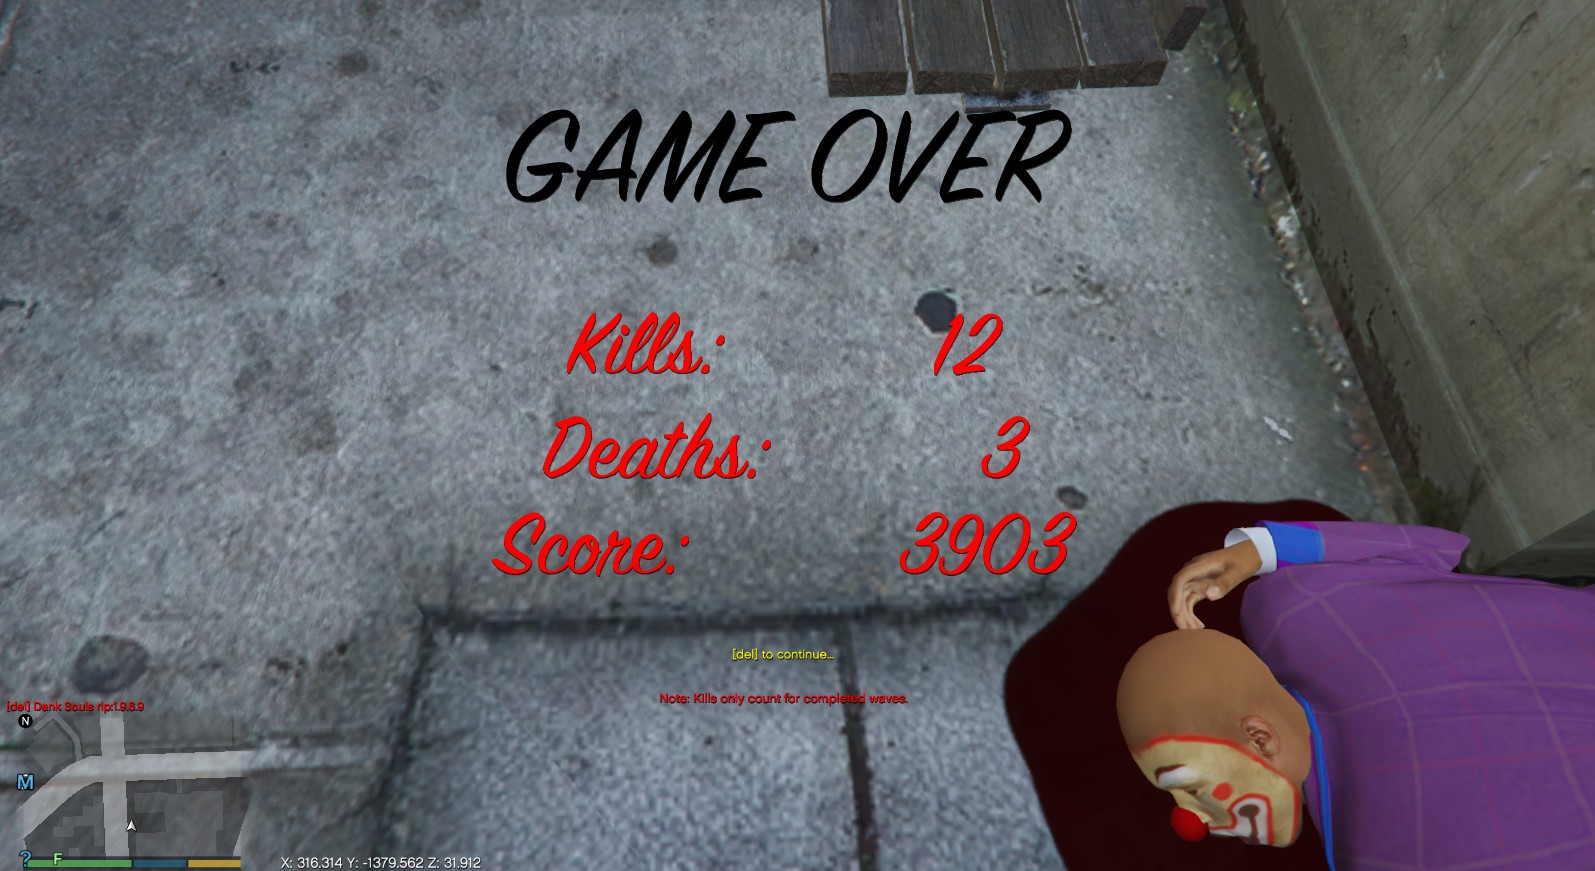 GAME OVER
Kills: 12
Deaths: 3
Score: 3903
[del] to continue...
Note: Kills only count for completed waves.
[del] Dank Souls rip:1.9.6.9
N
M
?
F
X: 316.314 Y: -1379.562 Z: 31.912